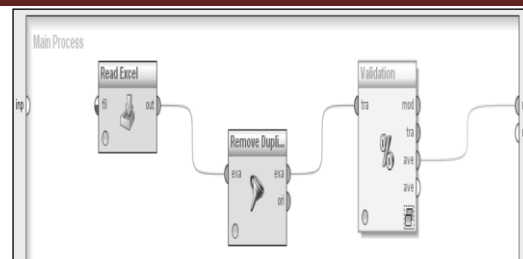 Main Process
Read Excel
fil
out
inp
Remove Dupli...
exa
exa
ori
Validation
tra
mod
tra
ave
ave
%